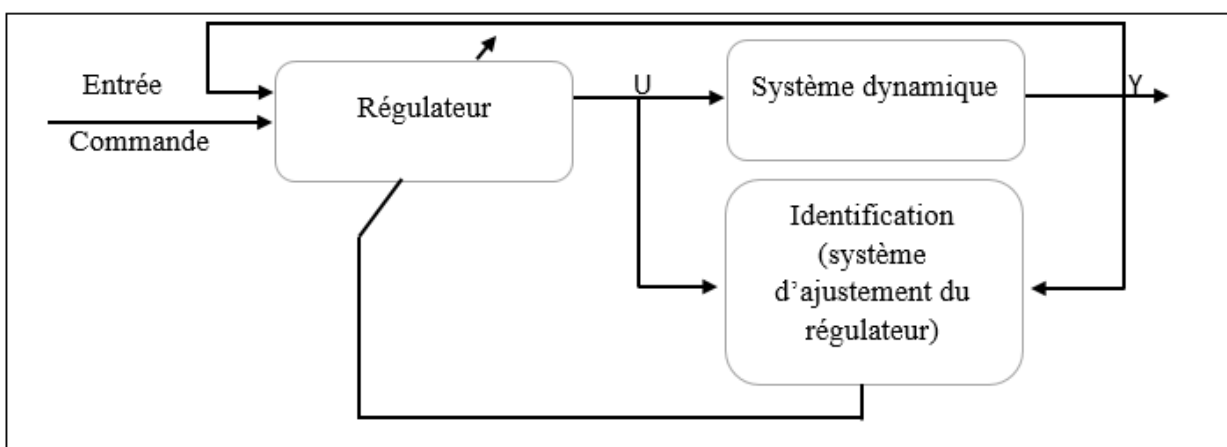 Entrée
Commande
Régulateur
U
Système dynamique
Y
Identification
(système
d’ajustement du
régulateur)